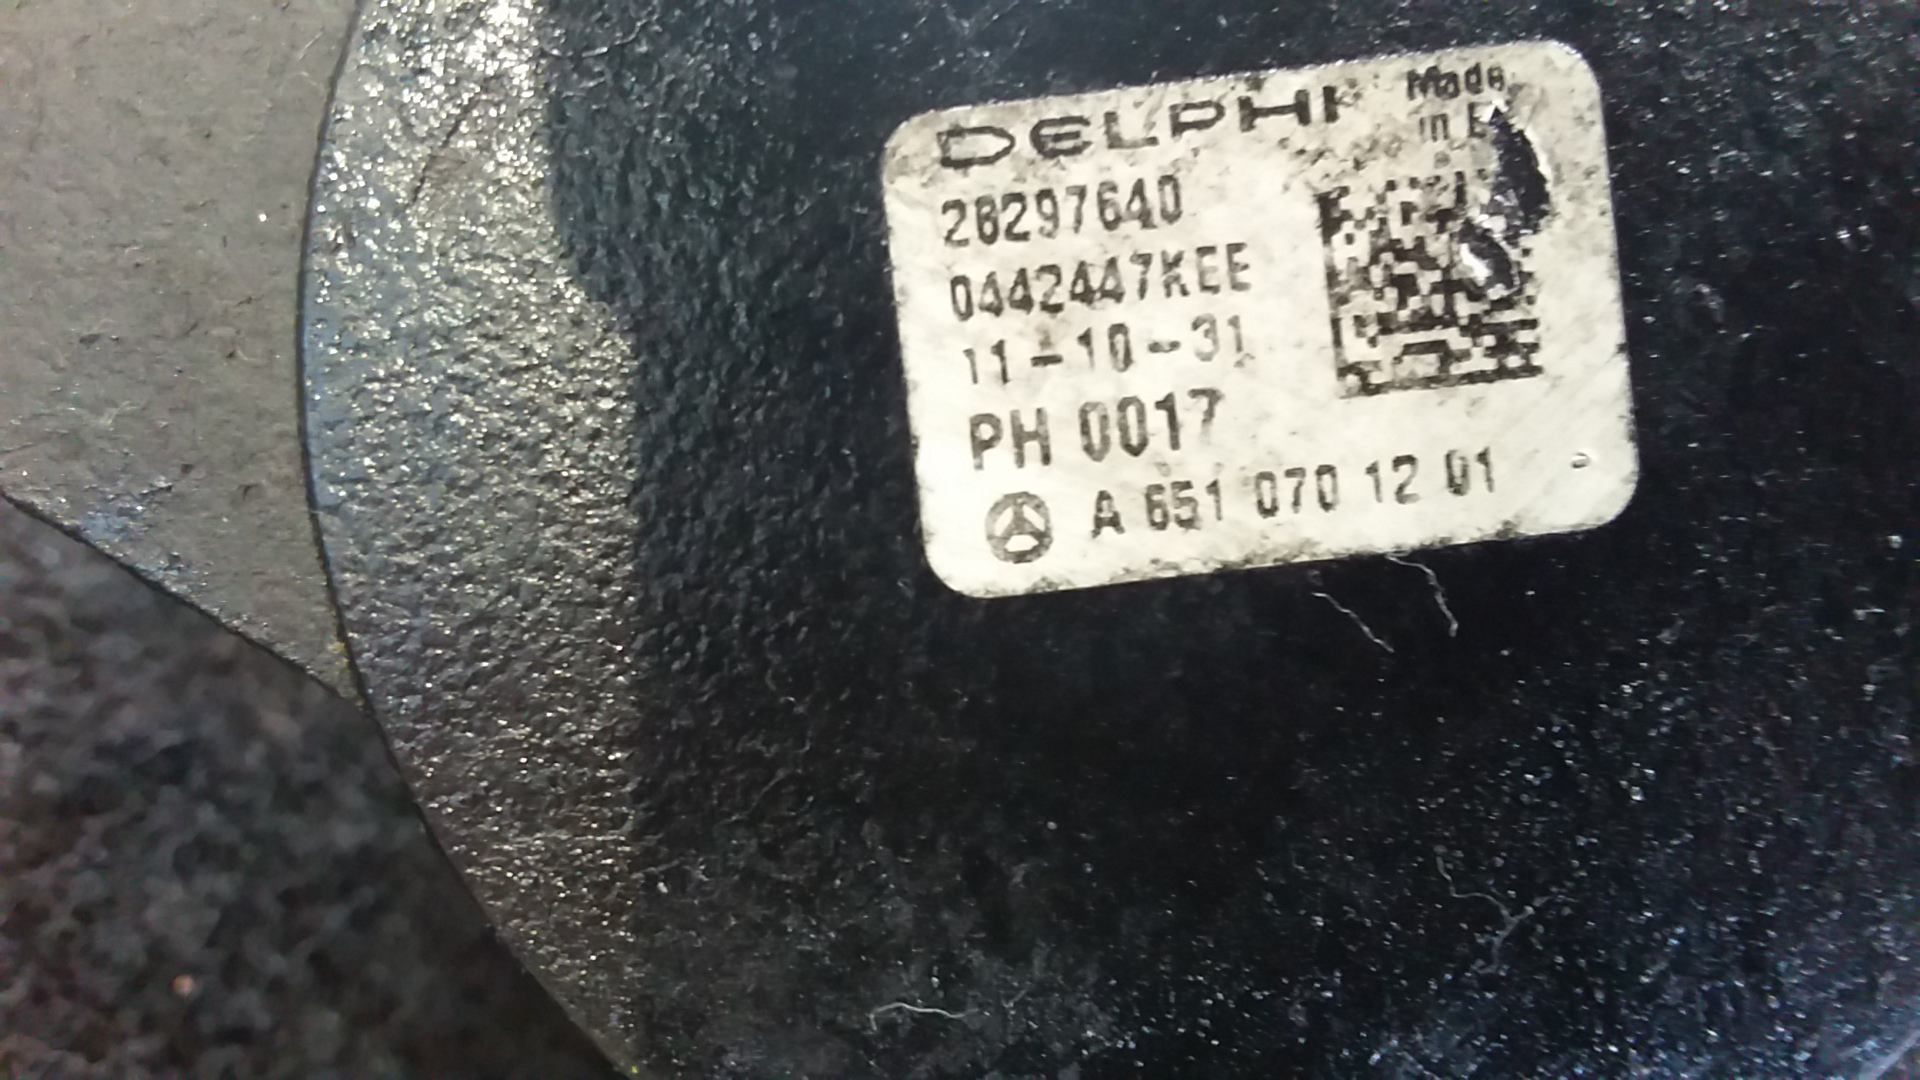 DELPHI
Made
in E
28297640
0442447KEE
11-10-31
PH 0017
A 651 070 12 01